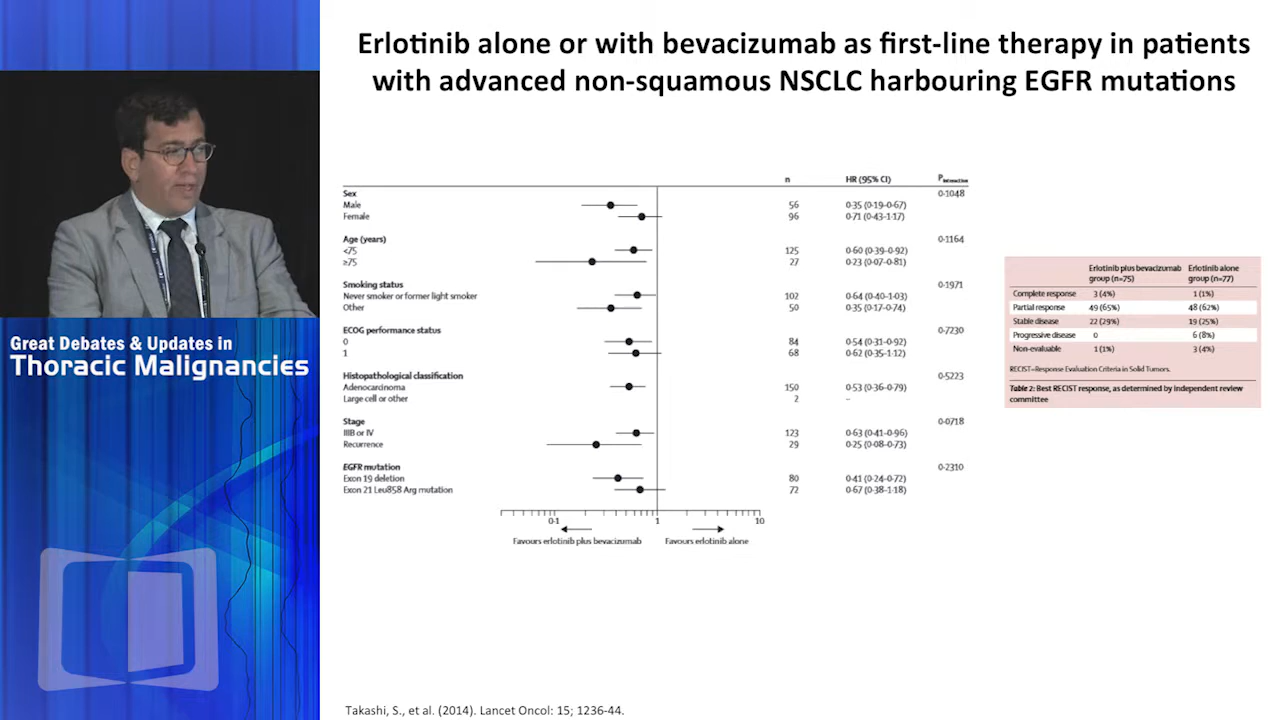 Erlotinib alone or with bevacizumab as first-line therapy in patients
with advanced non-squamous NSCLC harbouring EGFR mutations
Great Debates & Updates in
Thoracic Malignancies
n HR (95% CI) Pinteraction
Sex 0·1048
Male 56 0·35 (0·19–0·67)
Female 96 0·71 (0·43–1·17)
Age (years) 0·1164
<75 125 0·60 (0·39–0·92)
≥75 27 0·23 (0·07–0·81)
Smoking status 0·1971
Never smoker or former light smoker 102 0·64 (0·40–1·03)
Other 50 0·35 (0·17–0·74)
ECOG performance status 0·7230
0 84 0·54 (0·31–0·92)
1 68 0·62 (0·35–1·12)
Histopathological classification 0·5223
Adenocarcinoma 150 0·53 (0·36–0·79)
Large cell or other 2 –
Stage 0·0718
IIIB or IV 123 0·63 (0·41–0·96)
Recurrence 29 0·25 (0·08–0·73)
EGFR mutation 0·2310
Exon 19 deletion 80 0·41 (0·24–0·72)
Exon 21 Leu858 Arg mutation 72 0·67 (0·38–1·18)
0·1 1 10
Favours erlotinib plus bevacizumab Favours erlotinib alone
Erlotinib plus bevacizumab Erlotinib alone
group (n=75) group (n=77)
Complete response 3 (4%) 1 (1%)
Partial response 49 (65%) 48 (62%)
Stable disease 22 (29%) 19 (25%)
Progressive disease 0 6 (8%)
Non-evaluable 1 (1%) 3 (4%)
RECIST=Response Evaluation Criteria in Solid Tumors.
Table 2: Best RECIST response, as determined by independent review
committee
Takashi, S., et al. (2014). Lancet Oncol: 15; 1236-44.